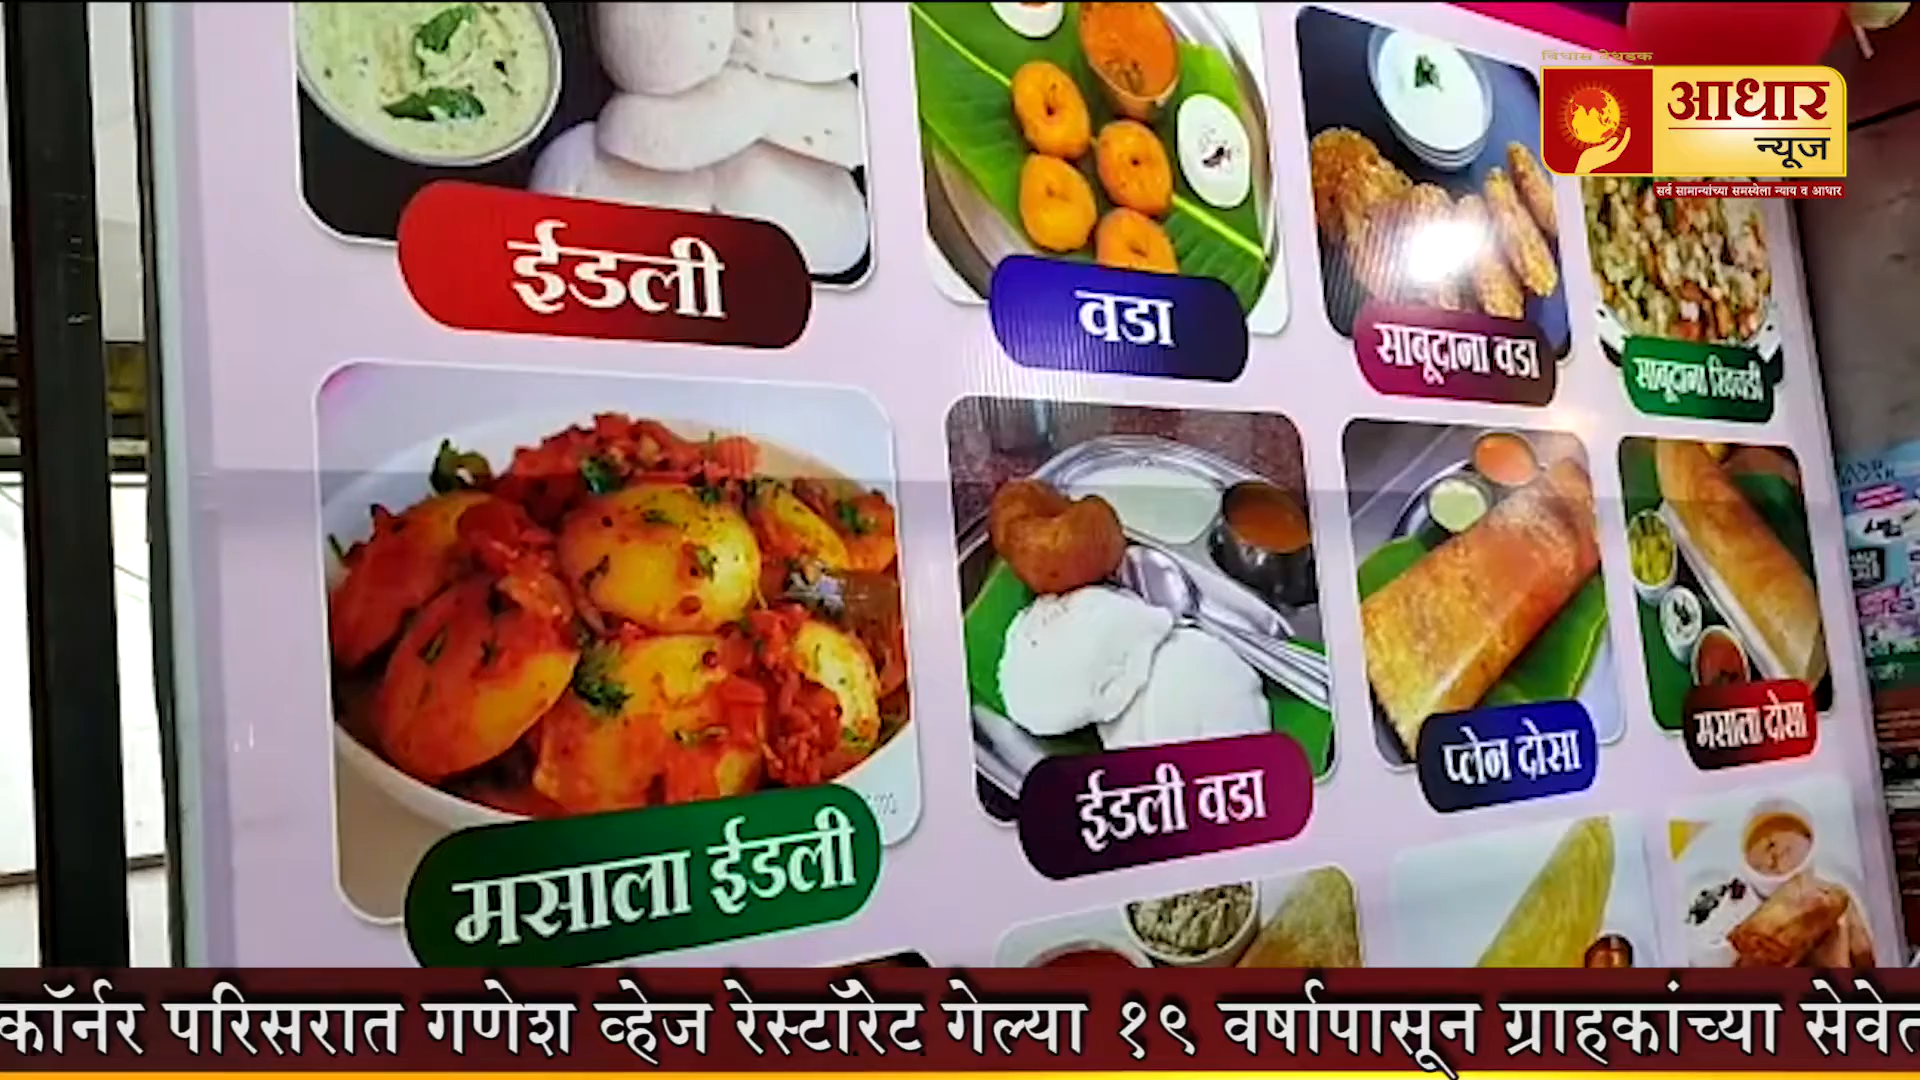 आधार
न्यूज
सर्व सामान्यांच्या समस्येला न्याय व आधार
ईडली
वडा
साबूदाना वडा
साबूदाना खिचडी
मसाला ईडली
ईडली वडा
प्लेन दोसा
मसाला दोसा
कॉर्नर परिसरात गणेश व्हेज रेस्टॉरेंट गेल्या १९ वर्षापासून ग्राहकांच्या सेवेत